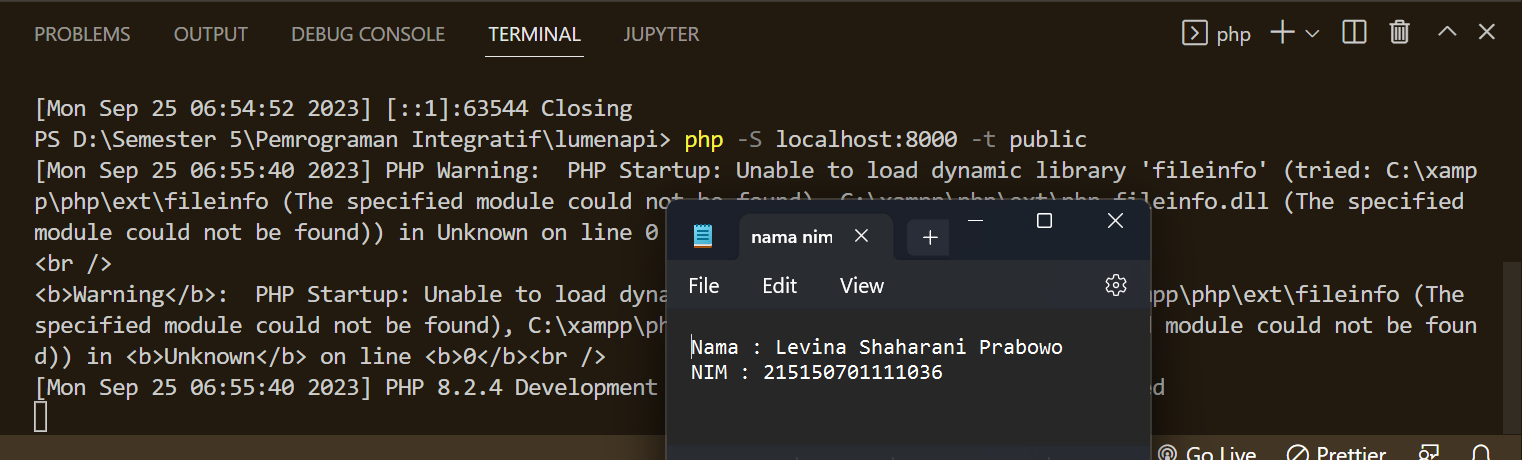 PROBLEMS OUTPUT DEBUG CONSOLE TERMINAL JUPYTER php
[Mon Sep 25 06:54:52 2023] [::1]:63544 Closing
PS D:\Semester 5\Pemrograman Integratif\lumenapi> php -S localhost:8000 -t public
[Mon Sep 25 06:55:40 2023] PHP Warning:  PHP Startup: Unable to load dynamic library 'fileinfo' (tried: C:\xamp
p\php\ext\fileinfo (The specified module could not be found), C:\xampp\php\ext\php_fileinfo.dll (The specified
module could not be found)) in Unknown on line 0
<br />
<b>Warning</b>:  PHP Startup: Unable to load dyna mpp\php\ext\fileinfo (The
specified module could not be found), C:\xampp\ph module could not be foun
d)) in <b>Unknown</b> on line <b>0</b><br />
[Mon Sep 25 06:55:40 2023] PHP 8.2.4 Development
nama nim
File Edit View
Nama : Levina Shaharani Prabowo
NIM : 215150701111036
Go Live Prettier